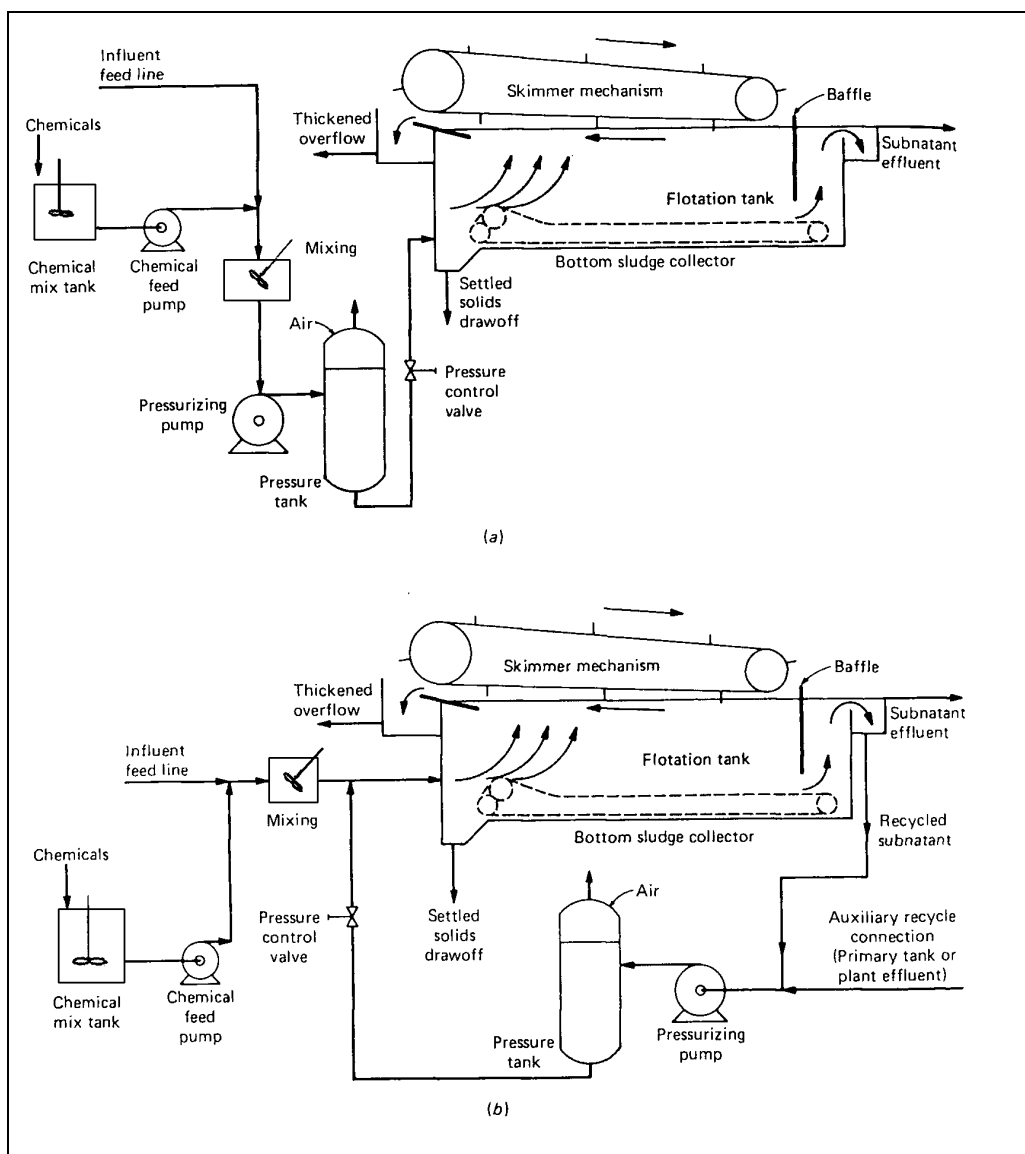 Influent
feed line
Chemicals
Chemical
mix tank
Chemical
feed
pump
Mixing
Pressurizing
pump
Air
Pressure
tank
Pressure
control
valve
Thickened
overflow
Skimmer mechanism
Baffle
Subnatant
effluent
Flotation tank
Bottom sludge collector
Settled
solids
drawoff
(a)
Skimmer mechanism
Baffle
Thickened
overflow
Subnatant
effluent
Influent
feed line
Flotation tank
Mixing
Bottom sludge collector
Recycled
subnatant
Chemicals
Air
Pressure
control
valve
Settled
solids
drawoff
Auxiliary recycle
connection
(Primary tank or
plant effluent)
Chemical
mix tank
Chemical
feed
pump
Pressure
tank
Pressurizing
pump
(b)